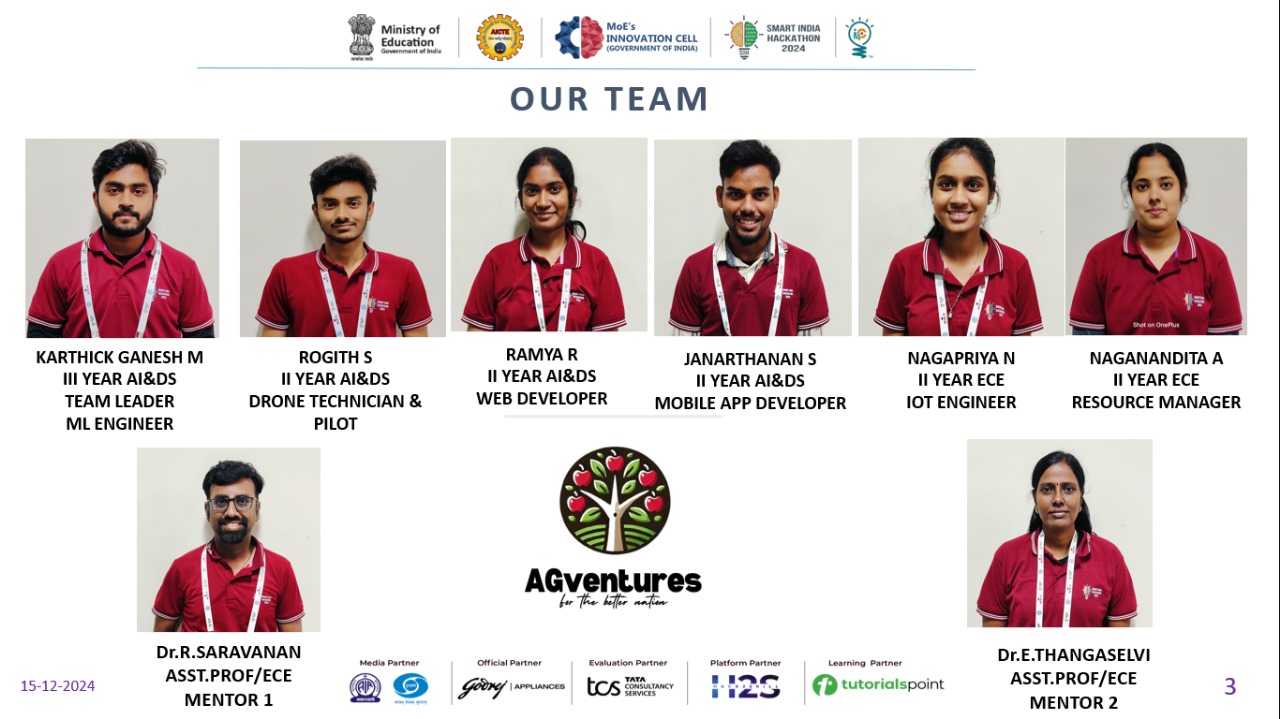 Ministry of
Education
Government of India
AICTE
MoE's
INNOVATION CELL
(GOVERNMENT OF INDIA)
SMART INDIA
HACKATHON
2024
OUR TEAM
Shot on OnePlus
KARTHICK GANESH M
III YEAR AI&DS
TEAM LEADER
ML ENGINEER
ROGITH S
II YEAR AI&DS
DRONE TECHNICIAN &
PILOT
RAMYA R
II YEAR AI&DS
WEB DEVELOPER
JANARTHANAN S
II YEAR AI&DS
MOBILE APP DEVELOPER
NAGAPRIYA N
II YEAR ECE
IOT ENGINEER
NAGANANDITA A
II YEAR ECE
RESOURCE MANAGER
AGventures
for the better nation
Dr.R.SARAVANAN
ASST.PROF/ECE
MENTOR 1
Dr.E.THANGASELVI
ASST.PROF/ECE
MENTOR 2
15-12-2024
Media Partner
Official Partner
Godrej | APPLIANCES
Evaluation Partner
tcs TATA
CONSULTANCY
SERVICES
Platform Partner
H2S
HACK2SKILL
Learning Partner
tutorialspoint
3